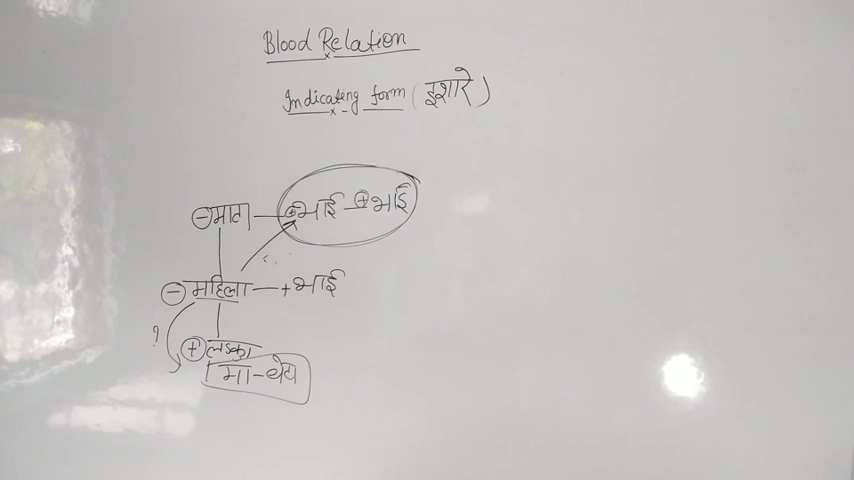 Blood Relation
Indicating form (इशारे)
- माता — + भाई — + भाई
- महिला — + भाई
?
+ लड़का
मा - बेटा